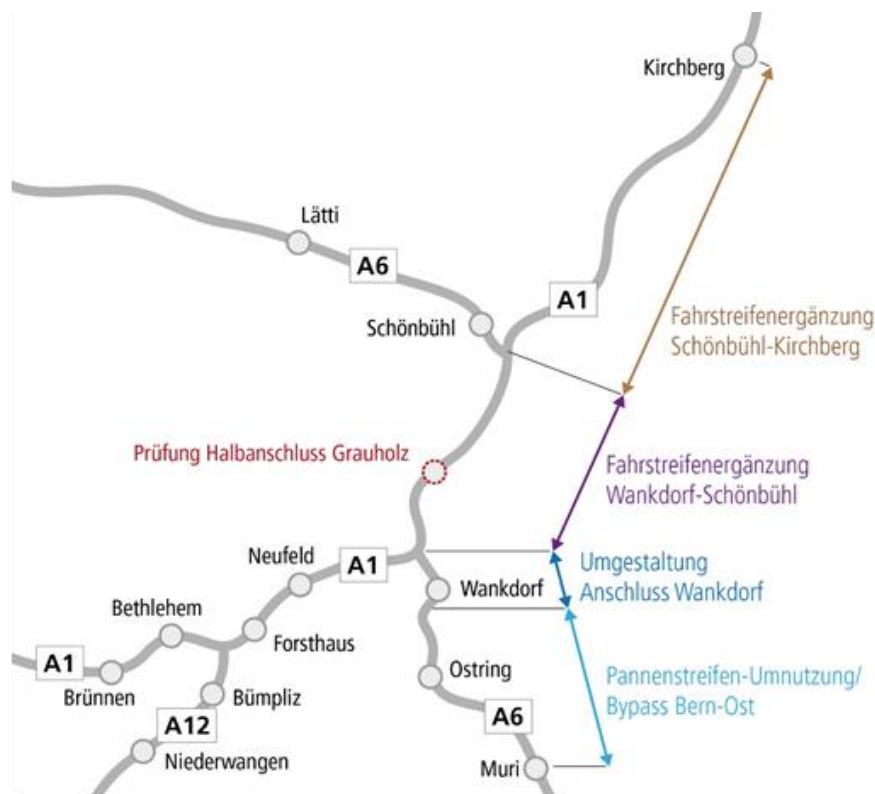 Kirchberg
Lätti
A6
A1
Schönbühl
Fahrstreifenergänzung
Schönbühl-Kirchberg
Prüfung Halbanschluss Grauholz
Fahrstreifenergänzung
Wankdorf-Schönbühl
Neufeld
A1
Umgestaltung
Anschluss Wankdorf
Wankdorf
Bethlehem
Forsthaus
A1
Brünnen
Bümpliz
Ostring
Pannenstreifen-Umnutzung/
Bypass Bern-Ost
A12
A6
Niederwangen
Muri